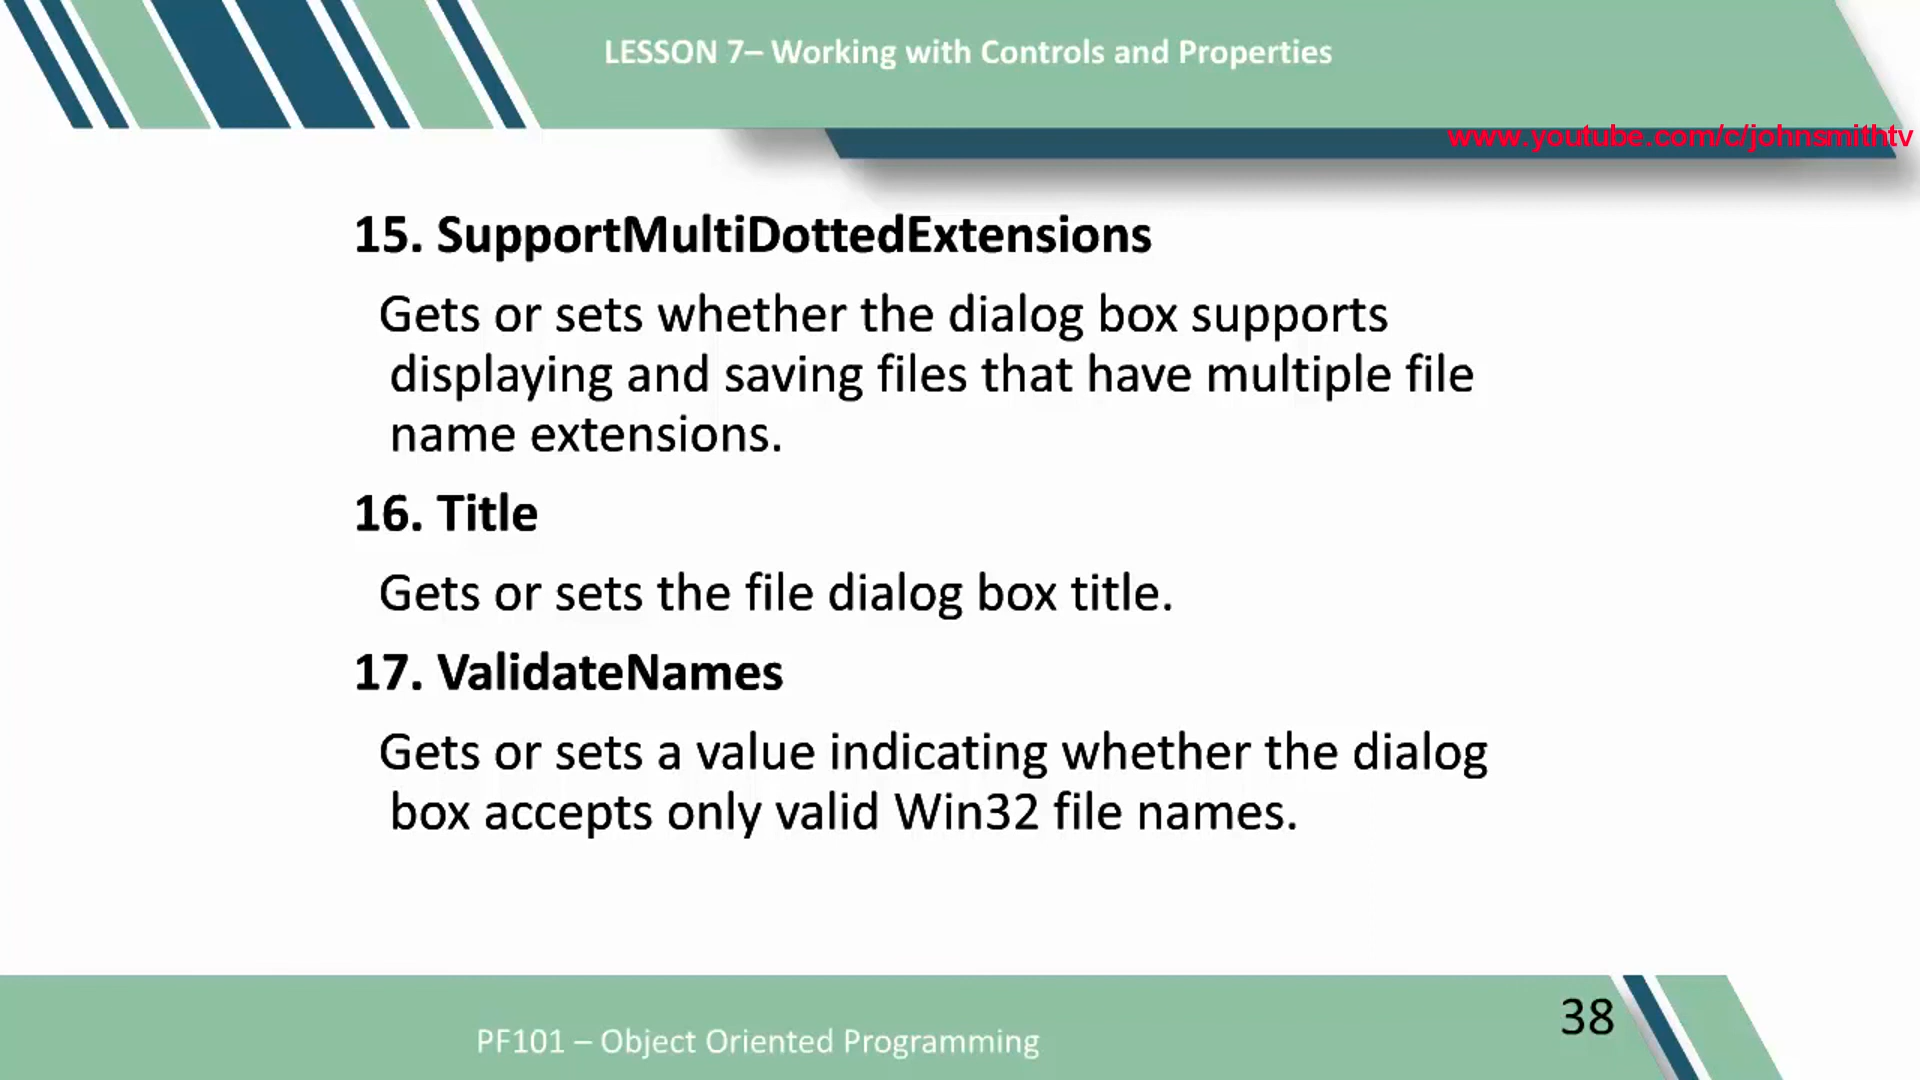 LESSON 7– Working with Controls and Properties
www.youtube.com/c/johnsmithtv
15. SupportMultiDottedExtensions
Gets or sets whether the dialog box supports
displaying and saving files that have multiple file
name extensions.
16. Title
Gets or sets the file dialog box title.
17. ValidateNames
Gets or sets a value indicating whether the dialog
box accepts only valid Win32 file names.
38
PF101 – Object Oriented Programming